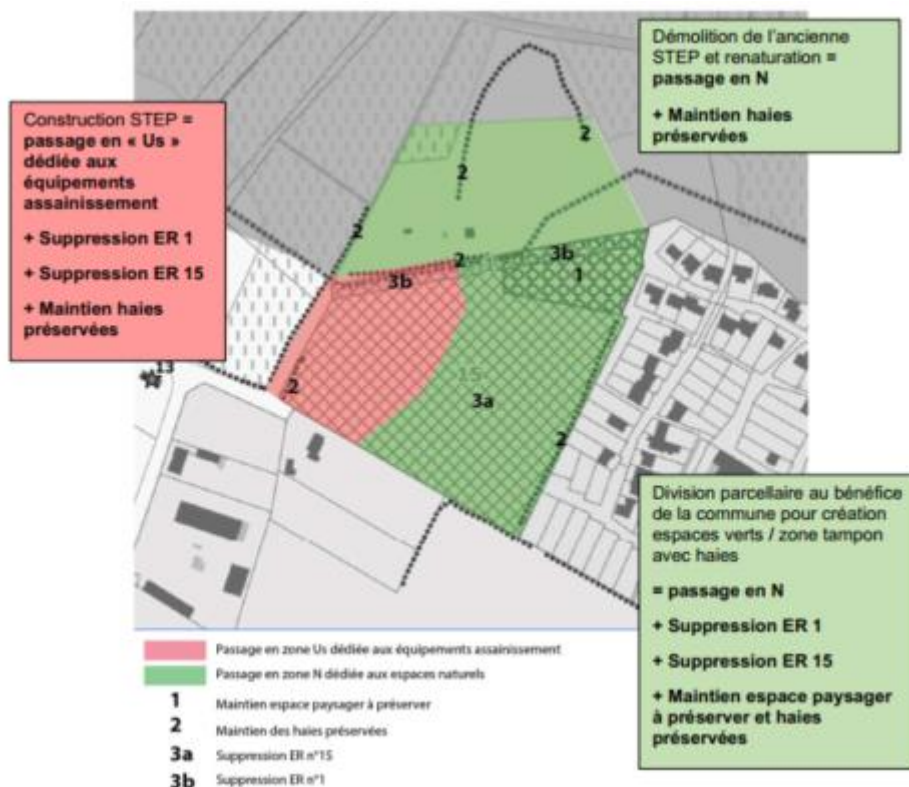 Démolition de l'ancienne
STEP et renaturation =
passage en N
+ Maintien haies
préservées
Construction STEP =
passage en « Us »
dédiée aux
équipements
assainissement
+ Suppression ER 1
+ Suppression ER 15
+ Maintien haies
préservées
2
2
2
2
3b
3b
1
13
2
15
3a
2
Division parcellaire au bénéfice
de la commune pour création
espaces verts / zone tampon
avec haies
= passage en N
+ Suppression ER 1
+ Suppression ER 15
+ Maintien espace paysager
à préserver et haies
préservées
Passage en zone Us dédiée aux équipements assainissement
Passage en zone N dédiée aux espaces naturels
1 Maintien espace paysager à préserver
2 Maintien des haies préservées
3a Suppression ER n°15
3b Suppression ER n°1